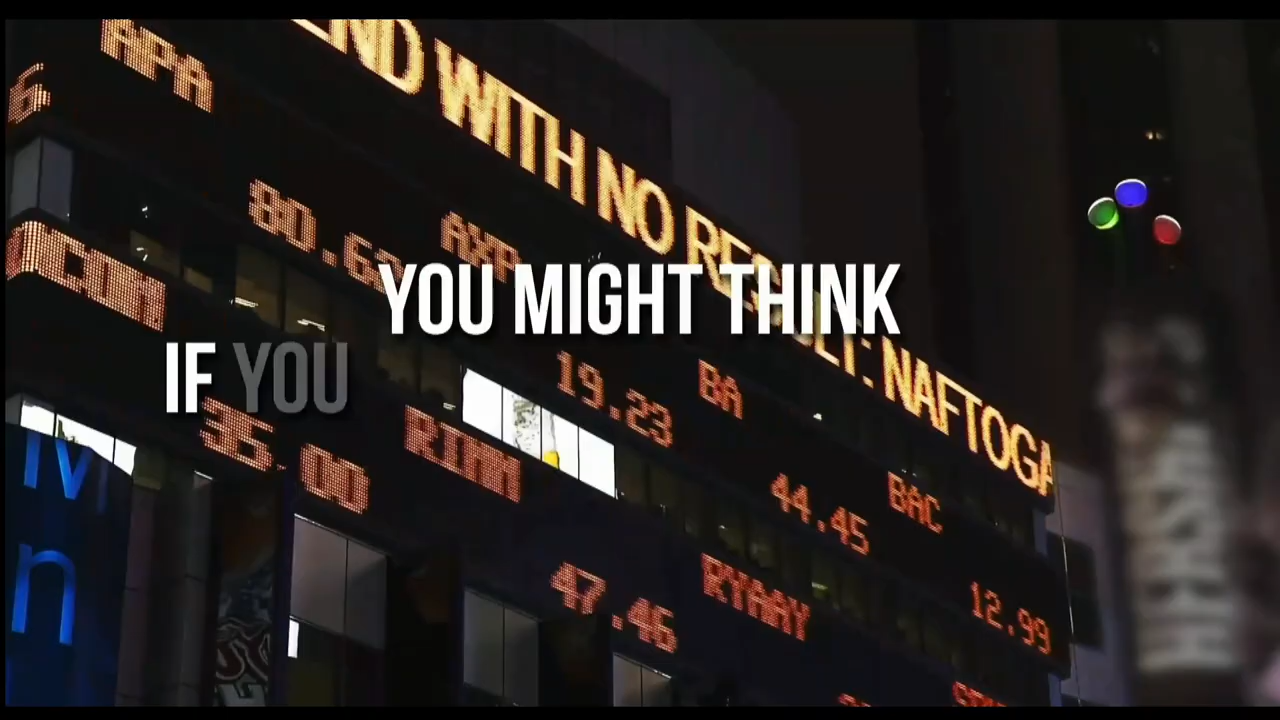 END WITH NO RESULT: NAFTOGA
APA
6
80.6
AXP
YOU MIGHT THINK
IF YOU
19.23
BA
35.00
RIMM
44.45
BAC
47.46
RYAAY
12.99
n